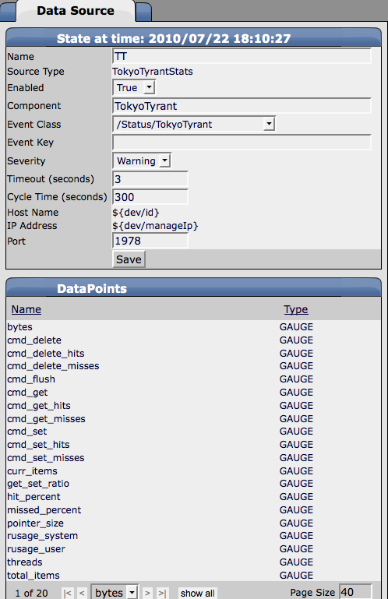 Data Source
State at time: 2010/07/22 18:10:27
Name TT
Source Type TokyoTyrantStats
Enabled True
Component TokyoTyrant
Event Class /Status/TokyoTyrant
Event Key
Severity Warning
Timeout (seconds) 3
Cycle Time (seconds) 300
Host Name ${dev/id}
IP Address ${dev/manageIp}
Port 1978
Save
DataPoints
Name Type
bytes GAUGE
cmd_delete GAUGE
cmd_delete_hits GAUGE
cmd_delete_misses GAUGE
cmd_flush GAUGE
cmd_get GAUGE
cmd_get_hits GAUGE
cmd_get_misses GAUGE
cmd_set GAUGE
cmd_set_hits GAUGE
cmd_set_misses GAUGE
curr_items GAUGE
get_set_ratio GAUGE
hit_percent GAUGE
missed_percent GAUGE
pointer_size GAUGE
rusage_system GAUGE
rusage_user GAUGE
threads GAUGE
total_items GAUGE
1 of 20 |< < bytes > >| show all Page Size 40